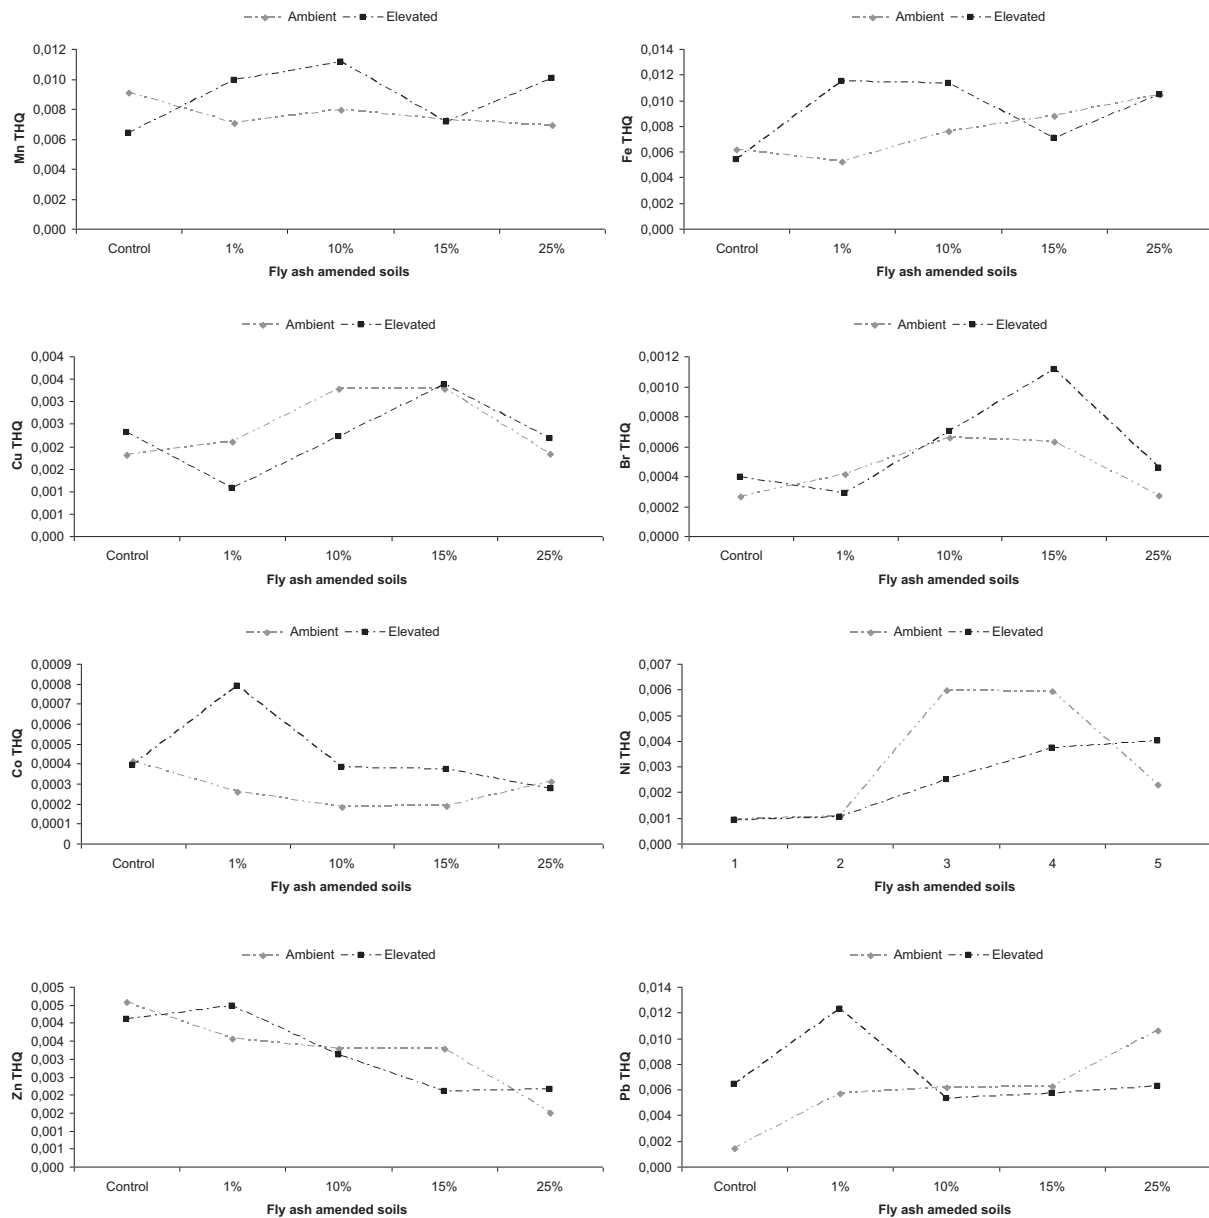 Ambient Elevated
Mn THQ
0,012
0,010
0,008
0,006
0,004
0,002
0,000
Control 1% 10% 15% 25%
Fly ash amended soils
Ambient Elevated
Fe THQ
0,014
0,012
0,010
0,008
0,006
0,004
0,002
0,000
Control 1% 10% 15% 25%
Fly ash amended soils
Ambient Elevated
Cu THQ
0,004
0,004
0,003
0,003
0,002
0,002
0,001
0,001
0,000
Control 1% 10% 15% 25%
Fly ash amended soils
Ambient Elevated
Br THQ
0,0012
0,0010
0,0008
0,0006
0,0004
0,0002
0,0000
Control 1% 10% 15% 25%
Fly ash amended soils
Ambient Elevated
Co THQ
0,0009
0,0008
0,0007
0,0006
0,0005
0,0004
0,0003
0,0002
0,0001
0
Control 1% 10% 15% 25%
Fly ash amended soils
Ambient Elevated
Ni THQ
0,007
0,006
0,005
0,004
0,003
0,002
0,001
0,000
1 2 3 4 5
Fly ash amended soils
Ambient Elevated
Zn THQ
0,005
0,005
0,004
0,004
0,003
0,003
0,002
0,002
0,001
0,001
0,000
Control 1% 10% 15% 25%
Fly ash amended soils
Ambient Elevated
Pb THQ
0,014
0,012
0,010
0,008
0,006
0,004
0,002
0,000
Control 1% 10% 15% 25%
Fly ash ameded soils